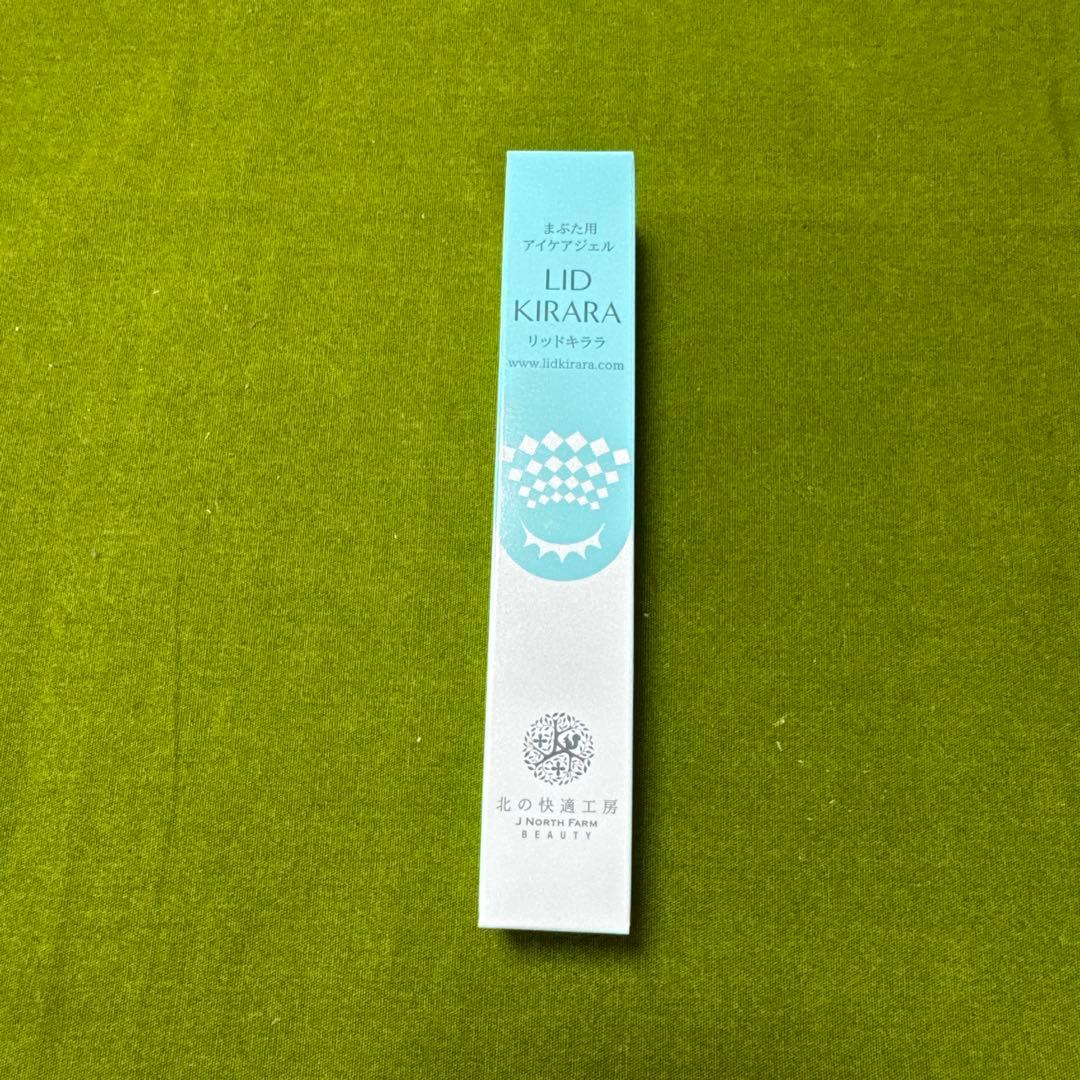 まぶた用
アイケアジェル
LID
KIRARA
リッドキララ
www.lidkirara.com
北の快適工房
J NORTH FARM
BEAUTY